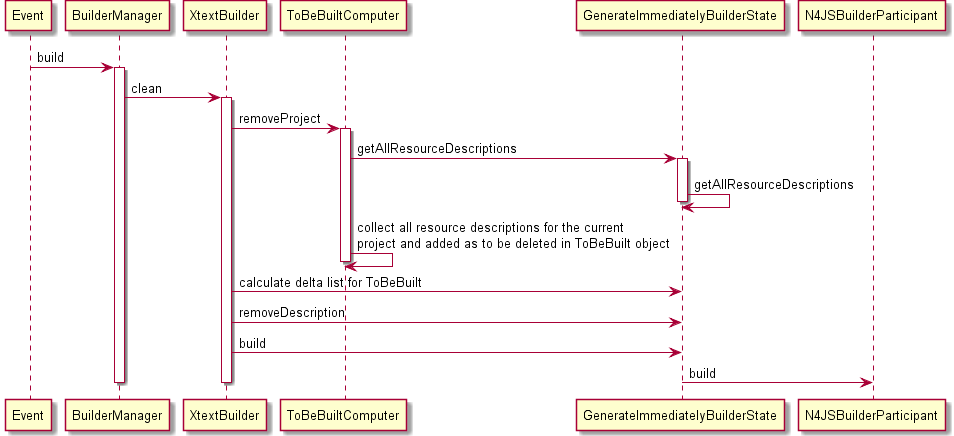 Event
BuilderManager
XtextBuilder
ToBeBuiltComputer
GenerateImmediatelyBuilderState
N4JSBuilderParticipant
build
clean
removeProject
getAllResourceDescriptions
getAllResourceDescriptions
collect all resource descriptions for the current
project and added as to be deleted in ToBeBuilt object
calculate delta list for ToBeBuilt
removeDescription
build
build
Event
BuilderManager
XtextBuilder
ToBeBuiltComputer
GenerateImmediatelyBuilderState
N4JSBuilderParticipant